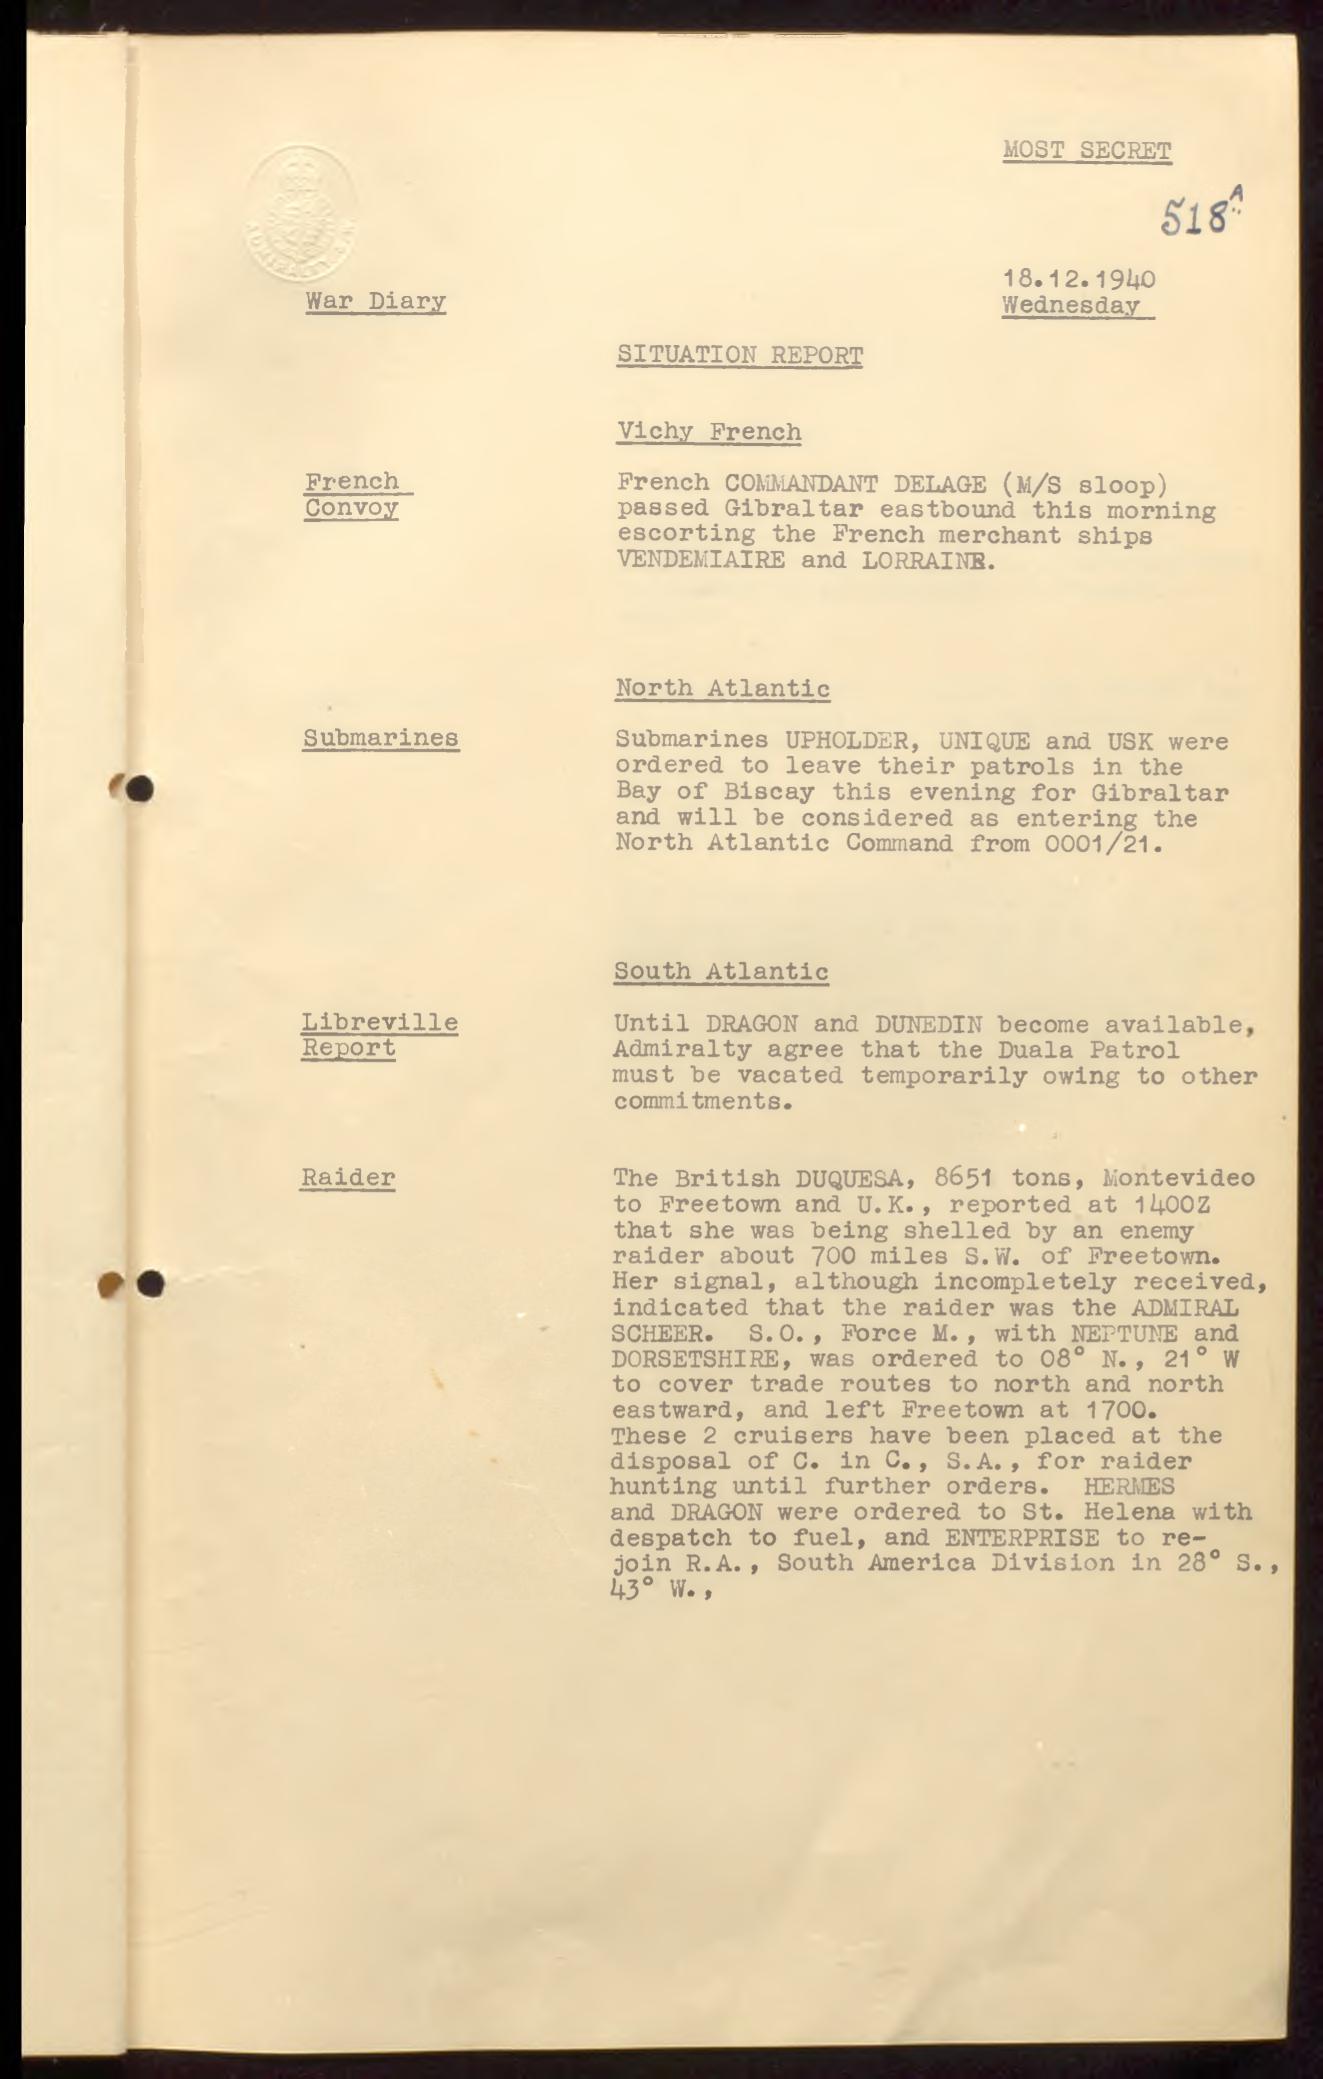 MOST SECRET
518A
18.12.1940
War Diary
Wednesday
SITUATION REPORT
Vichy French
French
Convoy
French COMMANDANT DELAGE (M/S sloop)
passed Gibraltar eastbound this morning
escorting the French merchant ships
VENDEMIAIRE and LORRAINE.
North Atlantic
Submarines
Submarines UPHOLDER, UNIQUE and USK were
ordered to leave their patrols in the
Bay of Biscay this evening for Gibraltar
and will be considered as entering the
North Atlantic Command from 0001/21.
South Atlantic
Libreville
Report
Until DRAGON and DUNEDIN become available,
Admiralty agree that the Duala Patrol
must be vacated temporarily owing to other
commitments.
Raider
The British DUQUESA, 8651 tons, Montevideo
to Freetown and U.K., reported at 1400Z
that she was being shelled by an enemy
raider about 700 miles S.W. of Freetown.
Her signal, although incompletely received,
indicated that the raider was the ADMIRAL
SCHEER. S.O., Force M., with NEPTUNE and
DORSETSHIRE, was ordered to 08° N., 21° W
to cover trade routes to north and north
eastward, and left Freetown at 1700.
These 2 cruisers have been placed at the
disposal of C. in C., S.A., for raider
hunting until further orders. HERMES
and DRAGON were ordered to St. Helena with
despatch to fuel, and ENTERPRISE to re-
join R.A., South America Division in 28° S.,
43° W.,